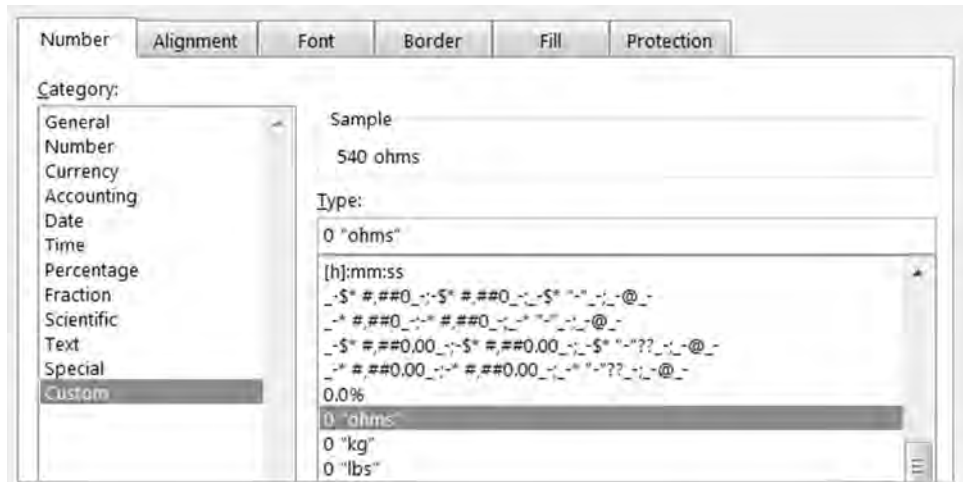 Number Alignment Font Border Fill Protection
Category:
General
Number
Currency
Accounting
Date
Time
Percentage
Fraction
Scientific
Text
Special
Custom
Sample
540 ohms
Type:
0 "ohms"
[h]:mm:ss
_-$* #,##0_-;-$* #,##0_-;_-$* "-"_-;_-@_-
_-* #,##0_-;-* #,##0_-;_-* "-"_-;_-@_-
_-$* #,##0.00_-;-$* #,##0.00_-;_-$* "-"??_-;_-@_-
_-* #,##0.00_-;-* #,##0.00_-;_-* "-"??_-;_-@_-
0.0%
0 "ohms"
0 "kg"
0 "lbs"